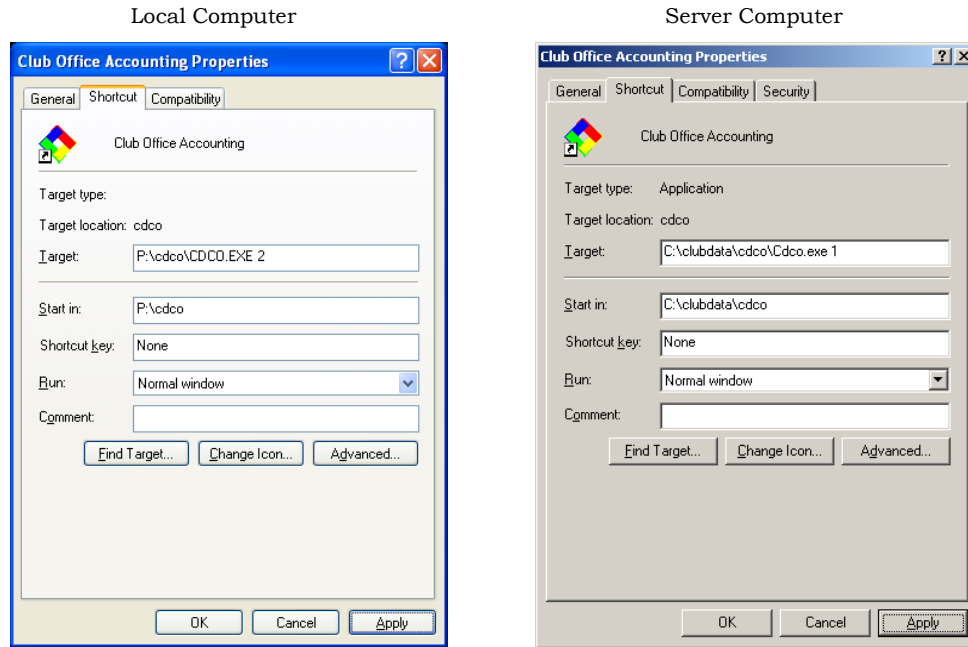 Local Computer
Club Office Accounting Properties
General Shortcut Compatibility
Club Office Accounting
Target type:
Target location: cdco
Target: P:\cdco\CDCO.EXE 2
Start in: P:\cdco
Shortcut key: None
Run: Normal window
Comment:
Find Target... Change Icon... Advanced...
OK Cancel Apply
Server Computer
Club Office Accounting Properties
General Shortcut Compatibility Security
Club Office Accounting
Target type: Application
Target location: cdco
Target: C:\clubdata\cdco\Cdco.exe 1
Start in: C:\clubdata\cdco
Shortcut key: None
Run: Normal window
Comment:
Find Target... Change Icon... Advanced...
OK Cancel Apply